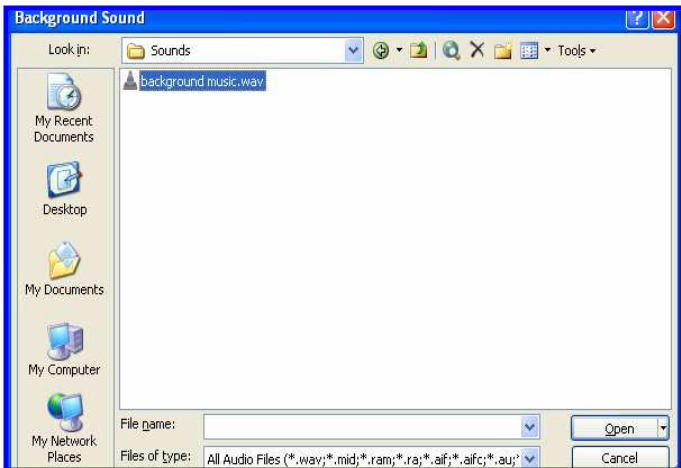 Background Sound
Look in:
Sounds
Tools
background music.wav
My Recent
Documents
Desktop
My Documents
My Computer
My Network
Places
File name:
Open
Files of type:
All Audio Files (*.wav;*.mid;*.ram;*.ra;*.aif;*.aifc;*.au;*
Cancel